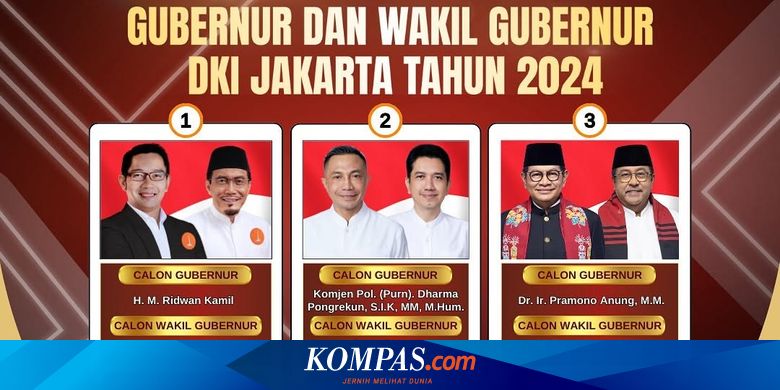 GUBERNUR DAN WAKIL GUBERNUR
DKI JAKARTA TAHUN 2024
1
CALON GUBERNUR
H. M. Ridwan Kamil
CALON WAKIL GUBERNUR
2
CALON GUBERNUR
Komjen Pol. (Purn). Dharma
Pongrekun, S.I.K, MM, M.Hum.
CALON WAKIL GUBERNUR
3
CALON GUBERNUR
Dr. Ir. Pramono Anung, M.M.
CALON WAKIL GUBERNUR
KOMPAS.com
JERNIH MELIHAT DUNIA